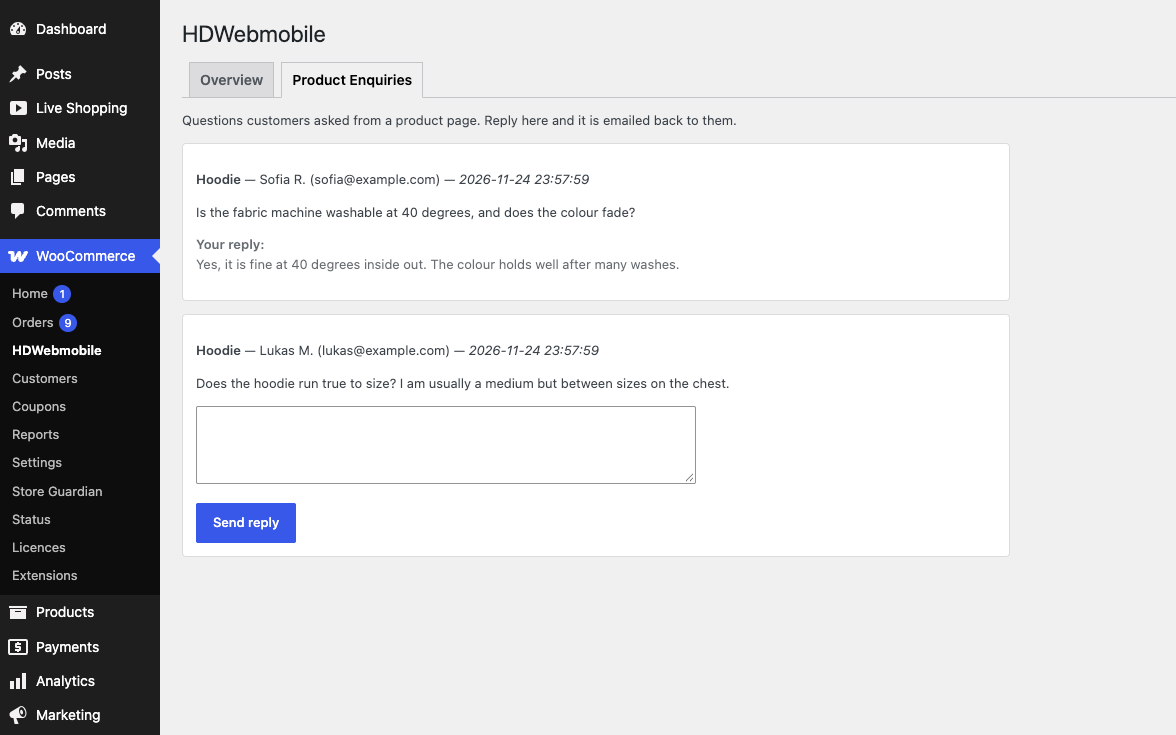 Dashboard
Posts
Live Shopping
Media
Pages
Comments
WooCommerce
Home 1
Orders 9
HDWebmobile
Customers
Coupons
Reports
Settings
Store Guardian
Status
Licences
Extensions
Products
Payments
Analytics
Marketing
HDWebmobile
Overview
Product Enquiries
Questions customers asked from a product page. Reply here and it is emailed back to them.
Hoodie — Sofia R. (sofia@example.com) — 2026-11-24 23:57:59
Is the fabric machine washable at 40 degrees, and does the colour fade?
Your reply:
Yes, it is fine at 40 degrees inside out. The colour holds well after many washes.
Hoodie — Lukas M. (lukas@example.com) — 2026-11-24 23:57:59
Does the hoodie run true to size? I am usually a medium but between sizes on the chest.
Send reply